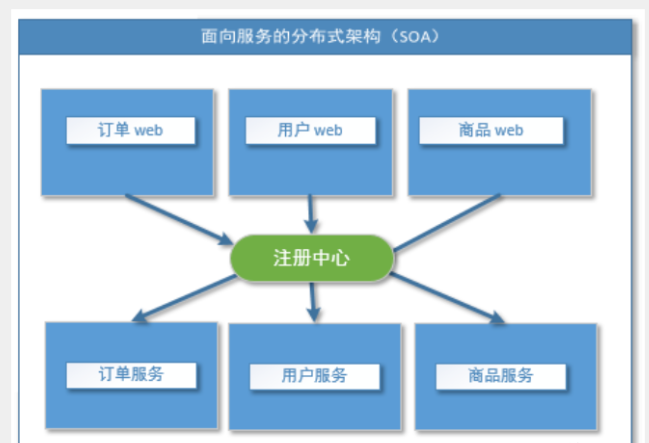 面向服务的分布式架构（SOA）
订单 web
用户 web
商品 web
注册中心
订单服务
用户服务
商品服务